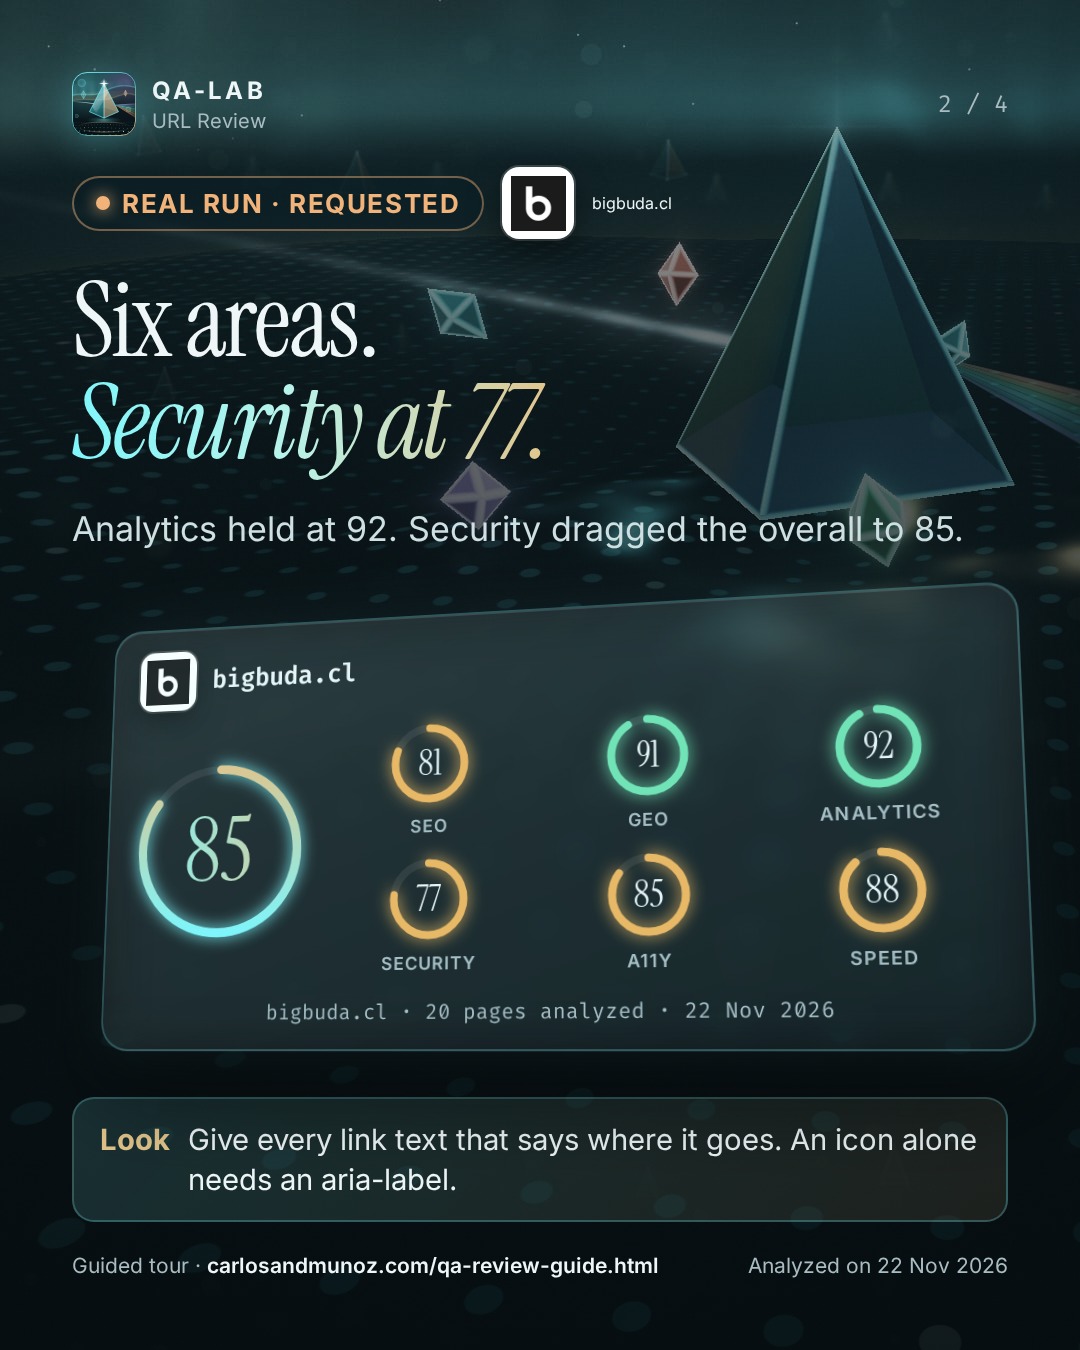 QA-LAB
URL Review
2 / 4
REAL RUN · REQUESTED
b
bigbuda.cl
Six areas.
Security at 77.
Analytics held at 92. Security dragged the overall to 85.
b
bigbuda.cl
85
81
SEO
91
GEO
92
ANALYTICS
77
SECURITY
85
A11Y
88
SPEED
bigbuda.cl · 20 pages analyzed · 22 Nov 2026
Look Give every link text that says where it goes. An icon alone
needs an aria-label.
Guided tour · carlosandmunoz.com/qa-review-guide.html
Analyzed on 22 Nov 2026